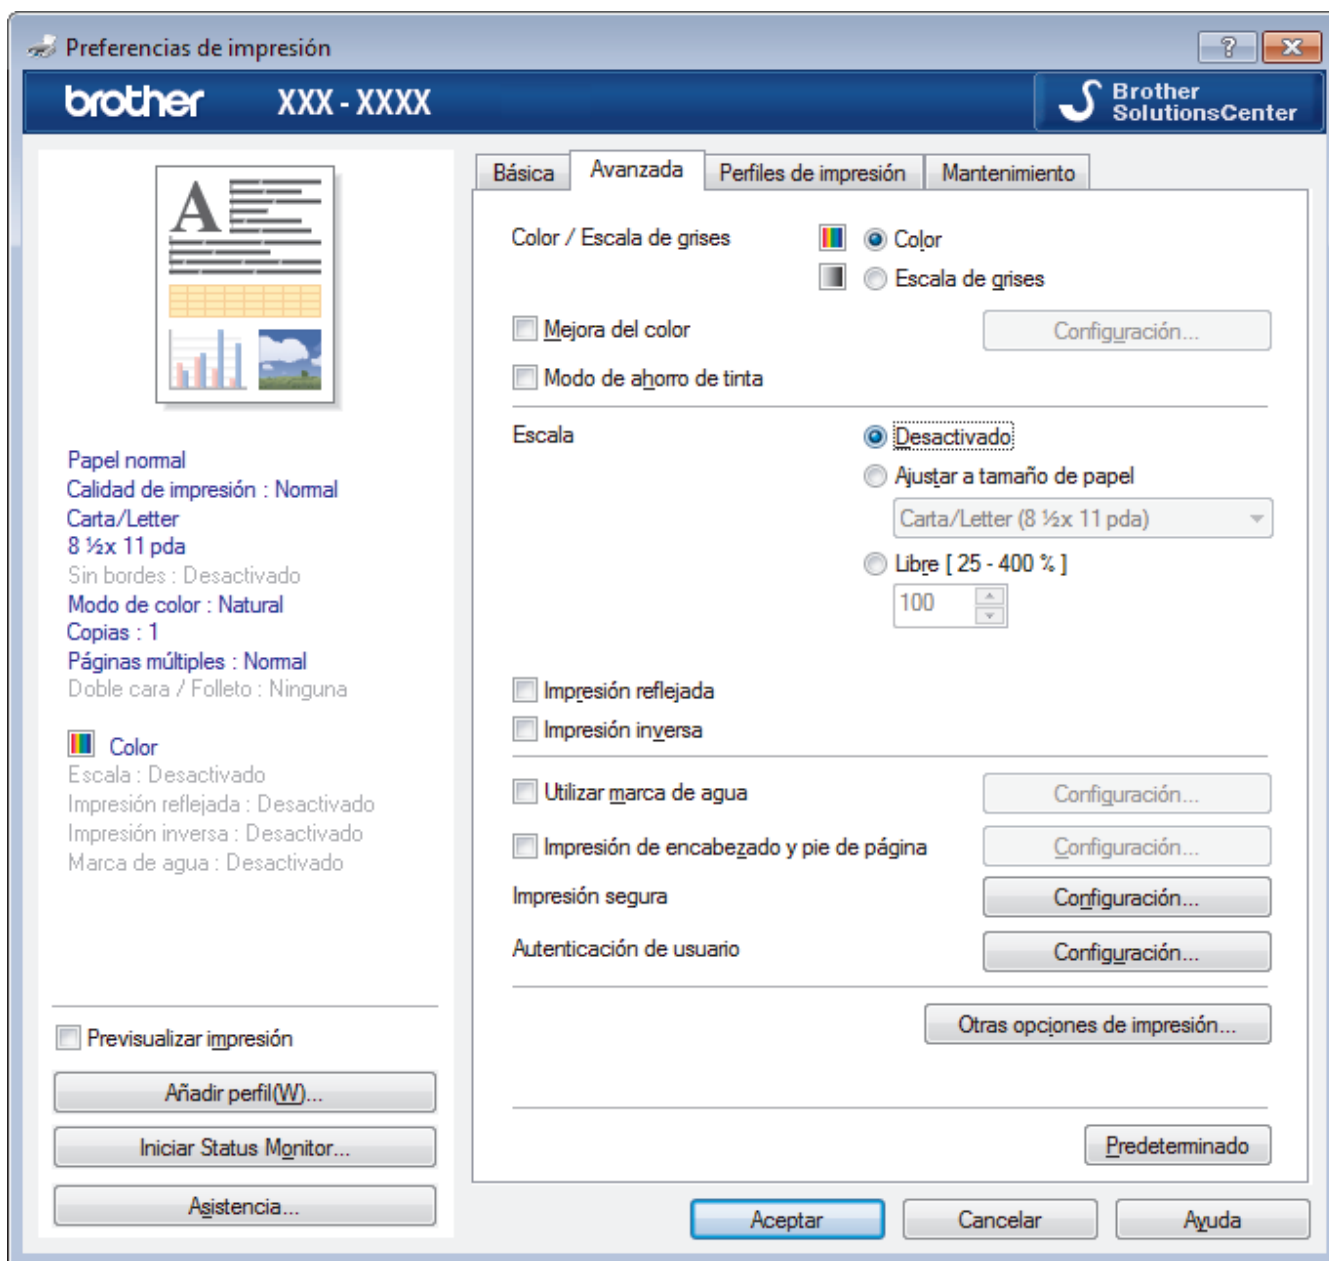 Preferencias de impresión
brother XXX - XXXX
Brother
SolutionsCenter
Básica Avanzada Perfiles de impresión Mantenimiento
A
Papel normal
Calidad de impresión : Normal
Carta/Letter
8 ½x 11 pda
Sin bordes : Desactivado
Modo de color : Natural
Copias : 1
Páginas múltiples : Normal
Doble cara / Folleto : Ninguna
Color
Escala : Desactivado
Impresión reflejada : Desactivado
Impresión inversa : Desactivado
Marca de agua : Desactivado
Previsualizar impresión
Añadir perfil(W)...
Iniciar Status Monitor...
Asistencia...
Color / Escala de grises Color
Escala de grises
Mejora del color Configuración...
Modo de ahorro de tinta
Escala Desactivado
Ajustar a tamaño de papel
Carta/Letter (8 ½x 11 pda)
Libre [ 25 - 400 % ]
100
Impresión reflejada
Impresión inversa
Utilizar marca de agua Configuración...
Impresión de encabezado y pie de página Configuración...
Impresión segura Configuración...
Autenticación de usuario Configuración...
Otras opciones de impresión...
Predeterminado
Aceptar Cancelar Ayuda